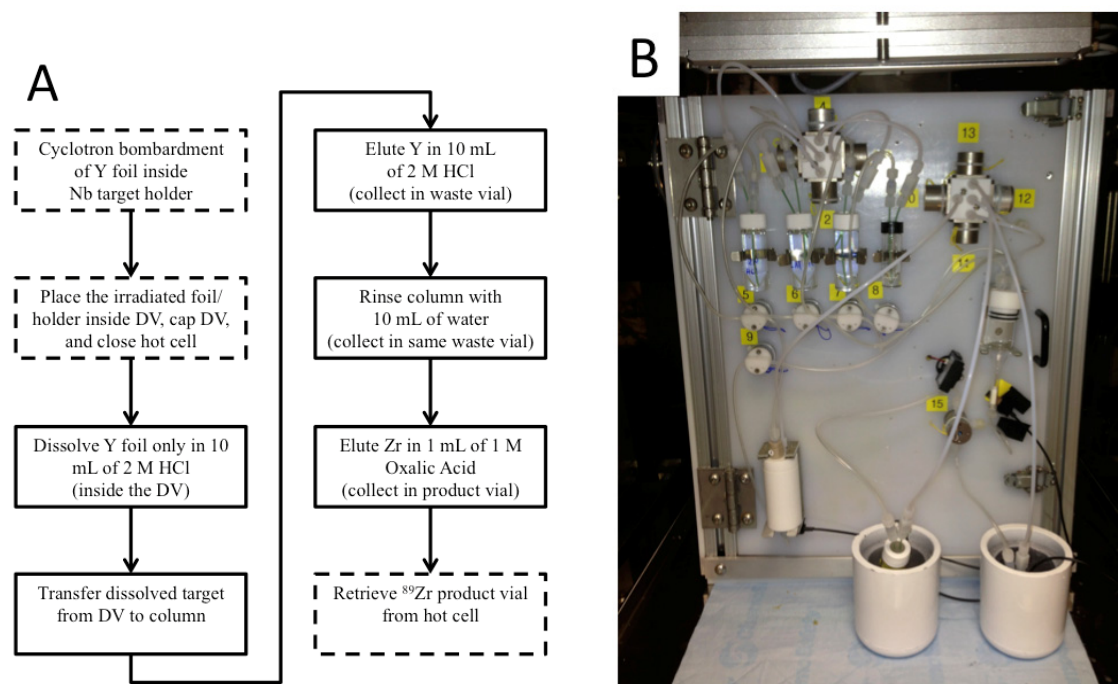 A
Cyclotron bombardment
of Y foil inside
Nb target holder
Place the irradiated foil/
holder inside DV, cap DV,
and close hot cell
Dissolve Y foil only in 10
mL of 2 M HCl
(inside the DV)
Transfer dissolved target
from DV to column
Elute Y in 10 mL
of 2 M HCl
(collect in waste vial)
Rinse column with
10 mL of water
(collect in same waste vial)
Elute Zr in 1 mL of 1 M
Oxalic Acid
(collect in product vial)
Retrieve ⁸⁹Zr product vial
from hot cell
B
4
13
12
2
5
6
7
8
9
15